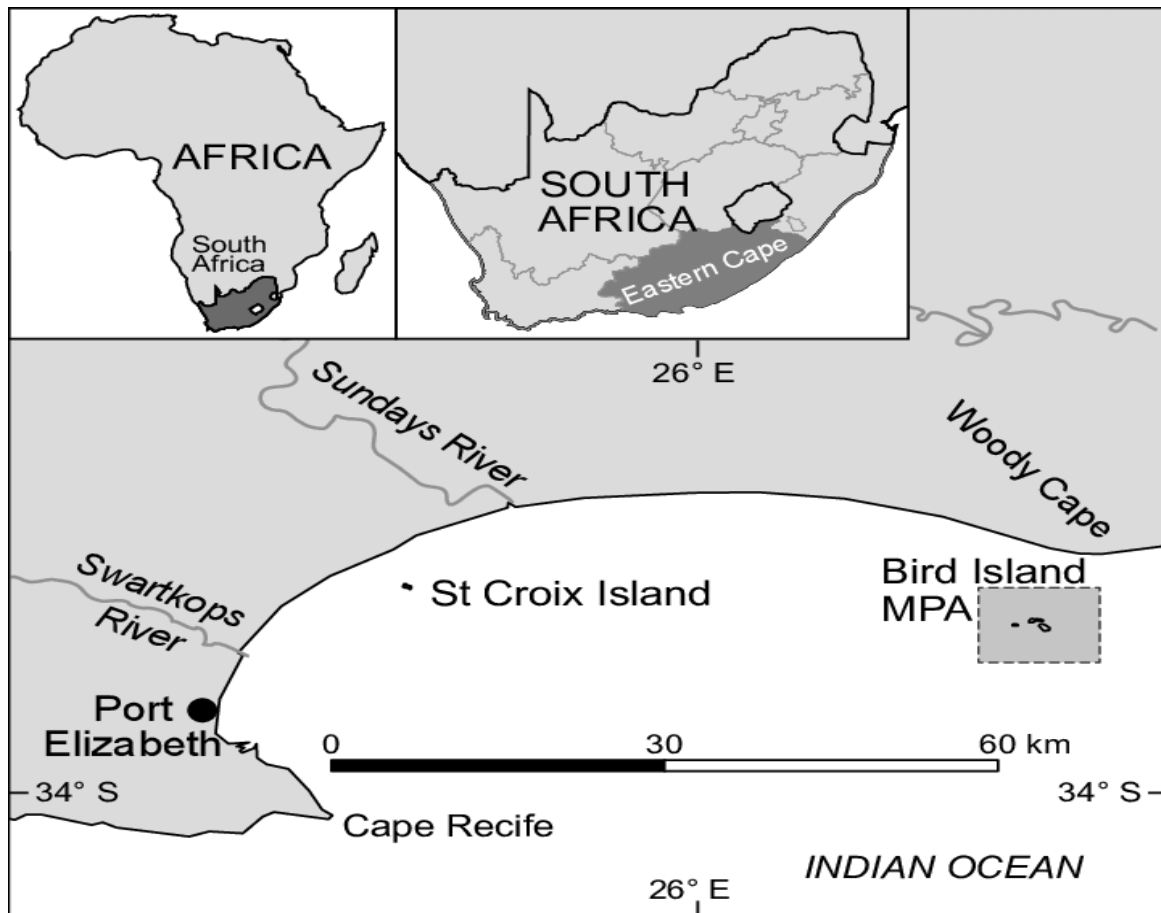 AFRICA
South
Africa
SOUTH
AFRICA
Eastern Cape
26° E
Sundays River
Woody Cape
Swartkops
River
St Croix Island
Bird Island
MPA
Port
Elizabeth
0 30 60 km
34° S 34° S
Cape Recife
INDIAN OCEAN
26° E